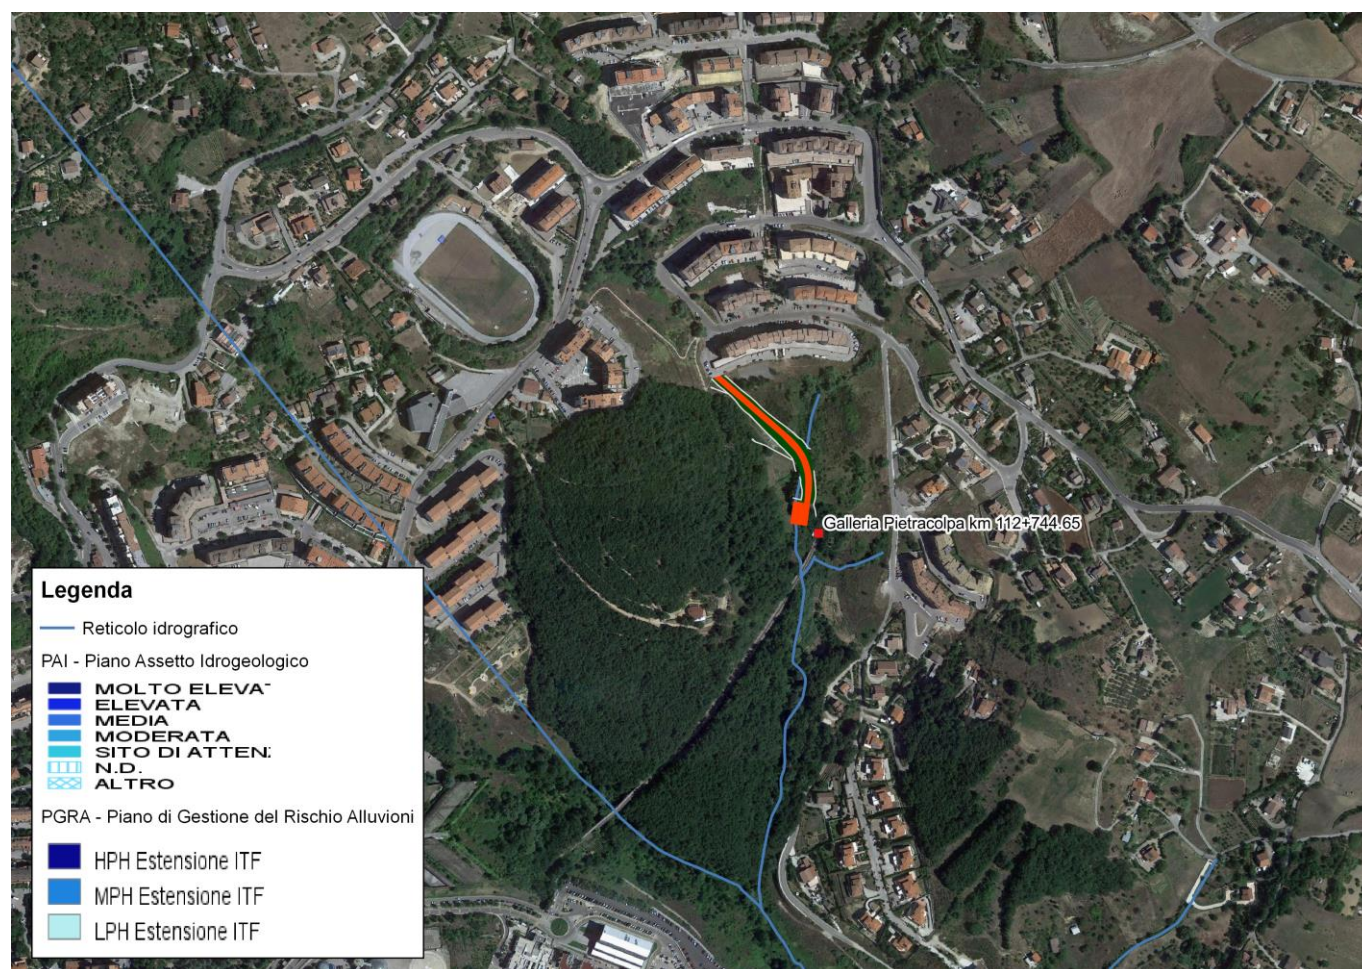 Galleria Pietracolpa km 112+744.65
Legenda
Reticolo idrografico
PAI - Piano Assetto Idrogeologico
MOLTO ELEVA
ELEVATA
MEDIA
MODERATA
SITO DI ATTEN
N.D.
ALTRO
PGRA - Piano di Gestione del Rischio Alluvioni
HPH Estensione ITF
MPH Estensione ITF
LPH Estensione ITF